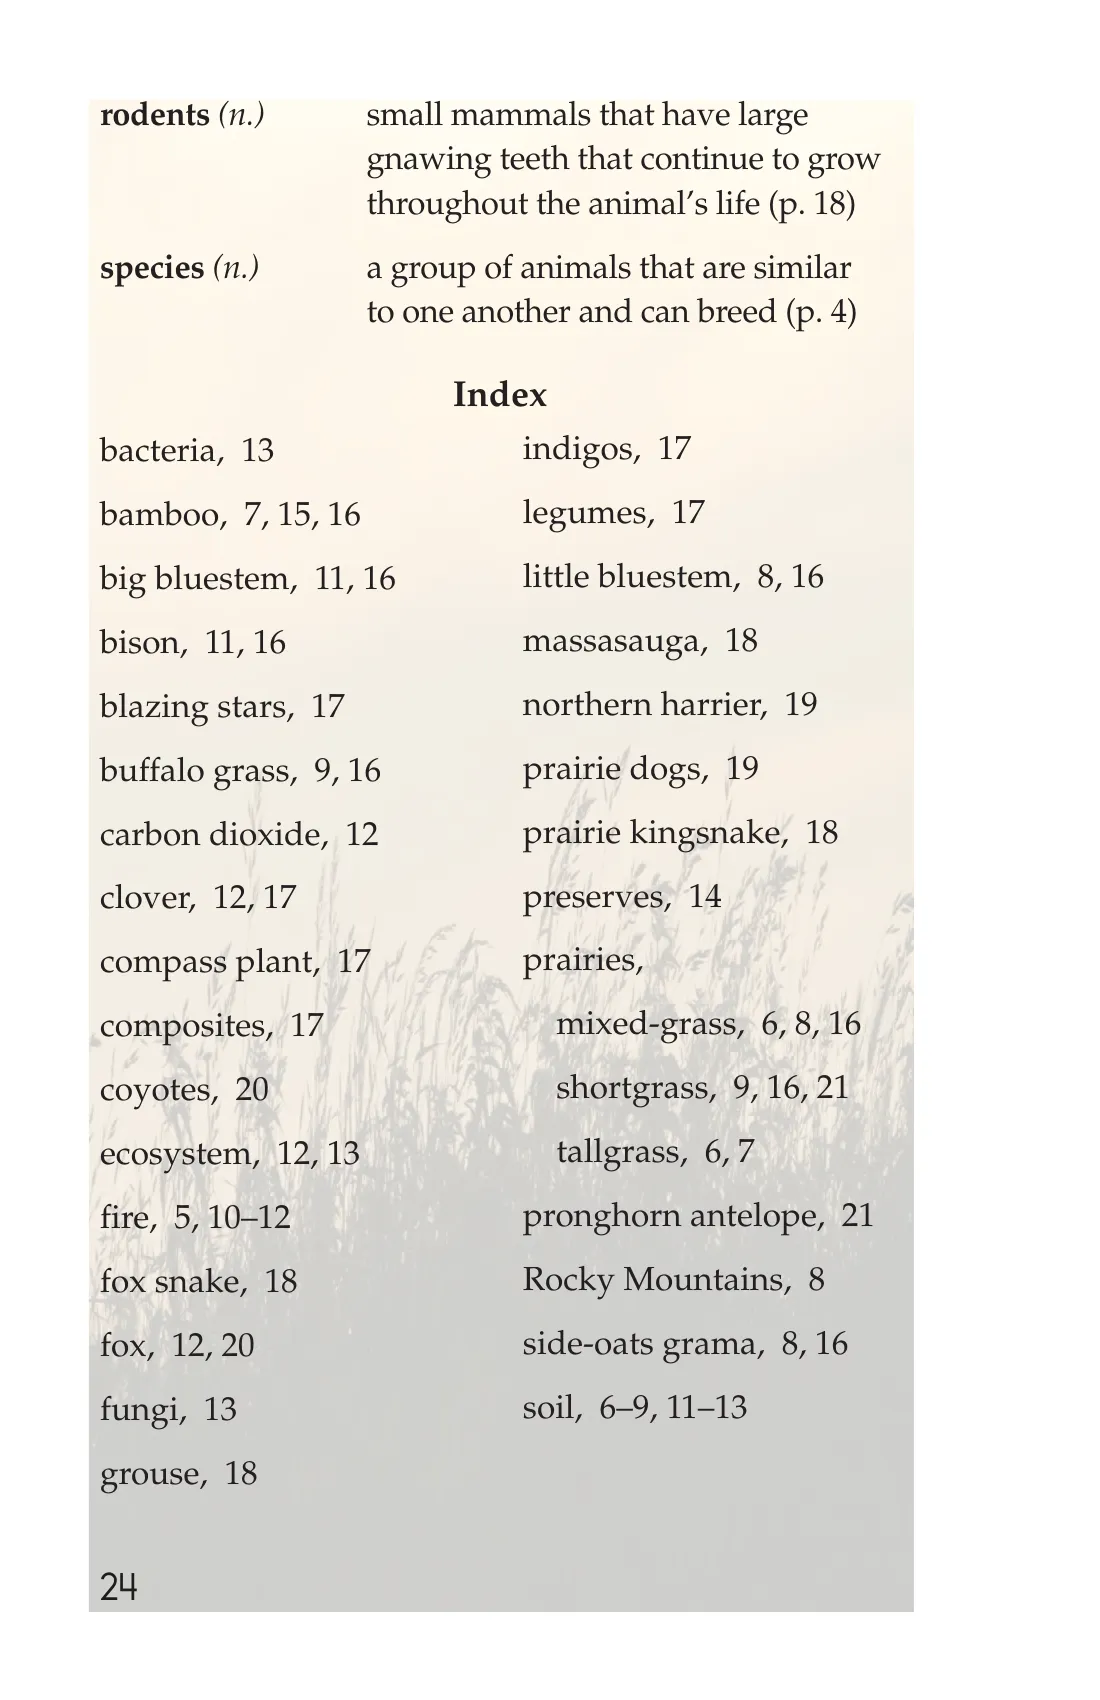 rodents (n.) small mammals that have large
gnawing teeth that continue to grow
throughout the animal’s life (p. 18)
species (n.) a group of animals that are similar
to one another and can breed (p. 4)
Index
bacteria, 13
bamboo, 7, 15, 16
big bluestem, 11, 16
bison, 11, 16
blazing stars, 17
buffalo grass, 9, 16
carbon dioxide, 12
clover, 12, 17
compass plant, 17
composites, 17
coyotes, 20
ecosystem, 12, 13
fire, 5, 10–12
fox snake, 18
fox, 12, 20
fungi, 13
grouse, 18
indigos, 17
legumes, 17
little bluestem, 8, 16
massasauga, 18
northern harrier, 19
prairie dogs, 19
prairie kingsnake, 18
preserves, 14
prairies,
mixed-grass, 6, 8, 16
shortgrass, 9, 16, 21
tallgrass, 6, 7
pronghorn antelope, 21
Rocky Mountains, 8
side-oats grama, 8, 16
soil, 6–9, 11–13
24